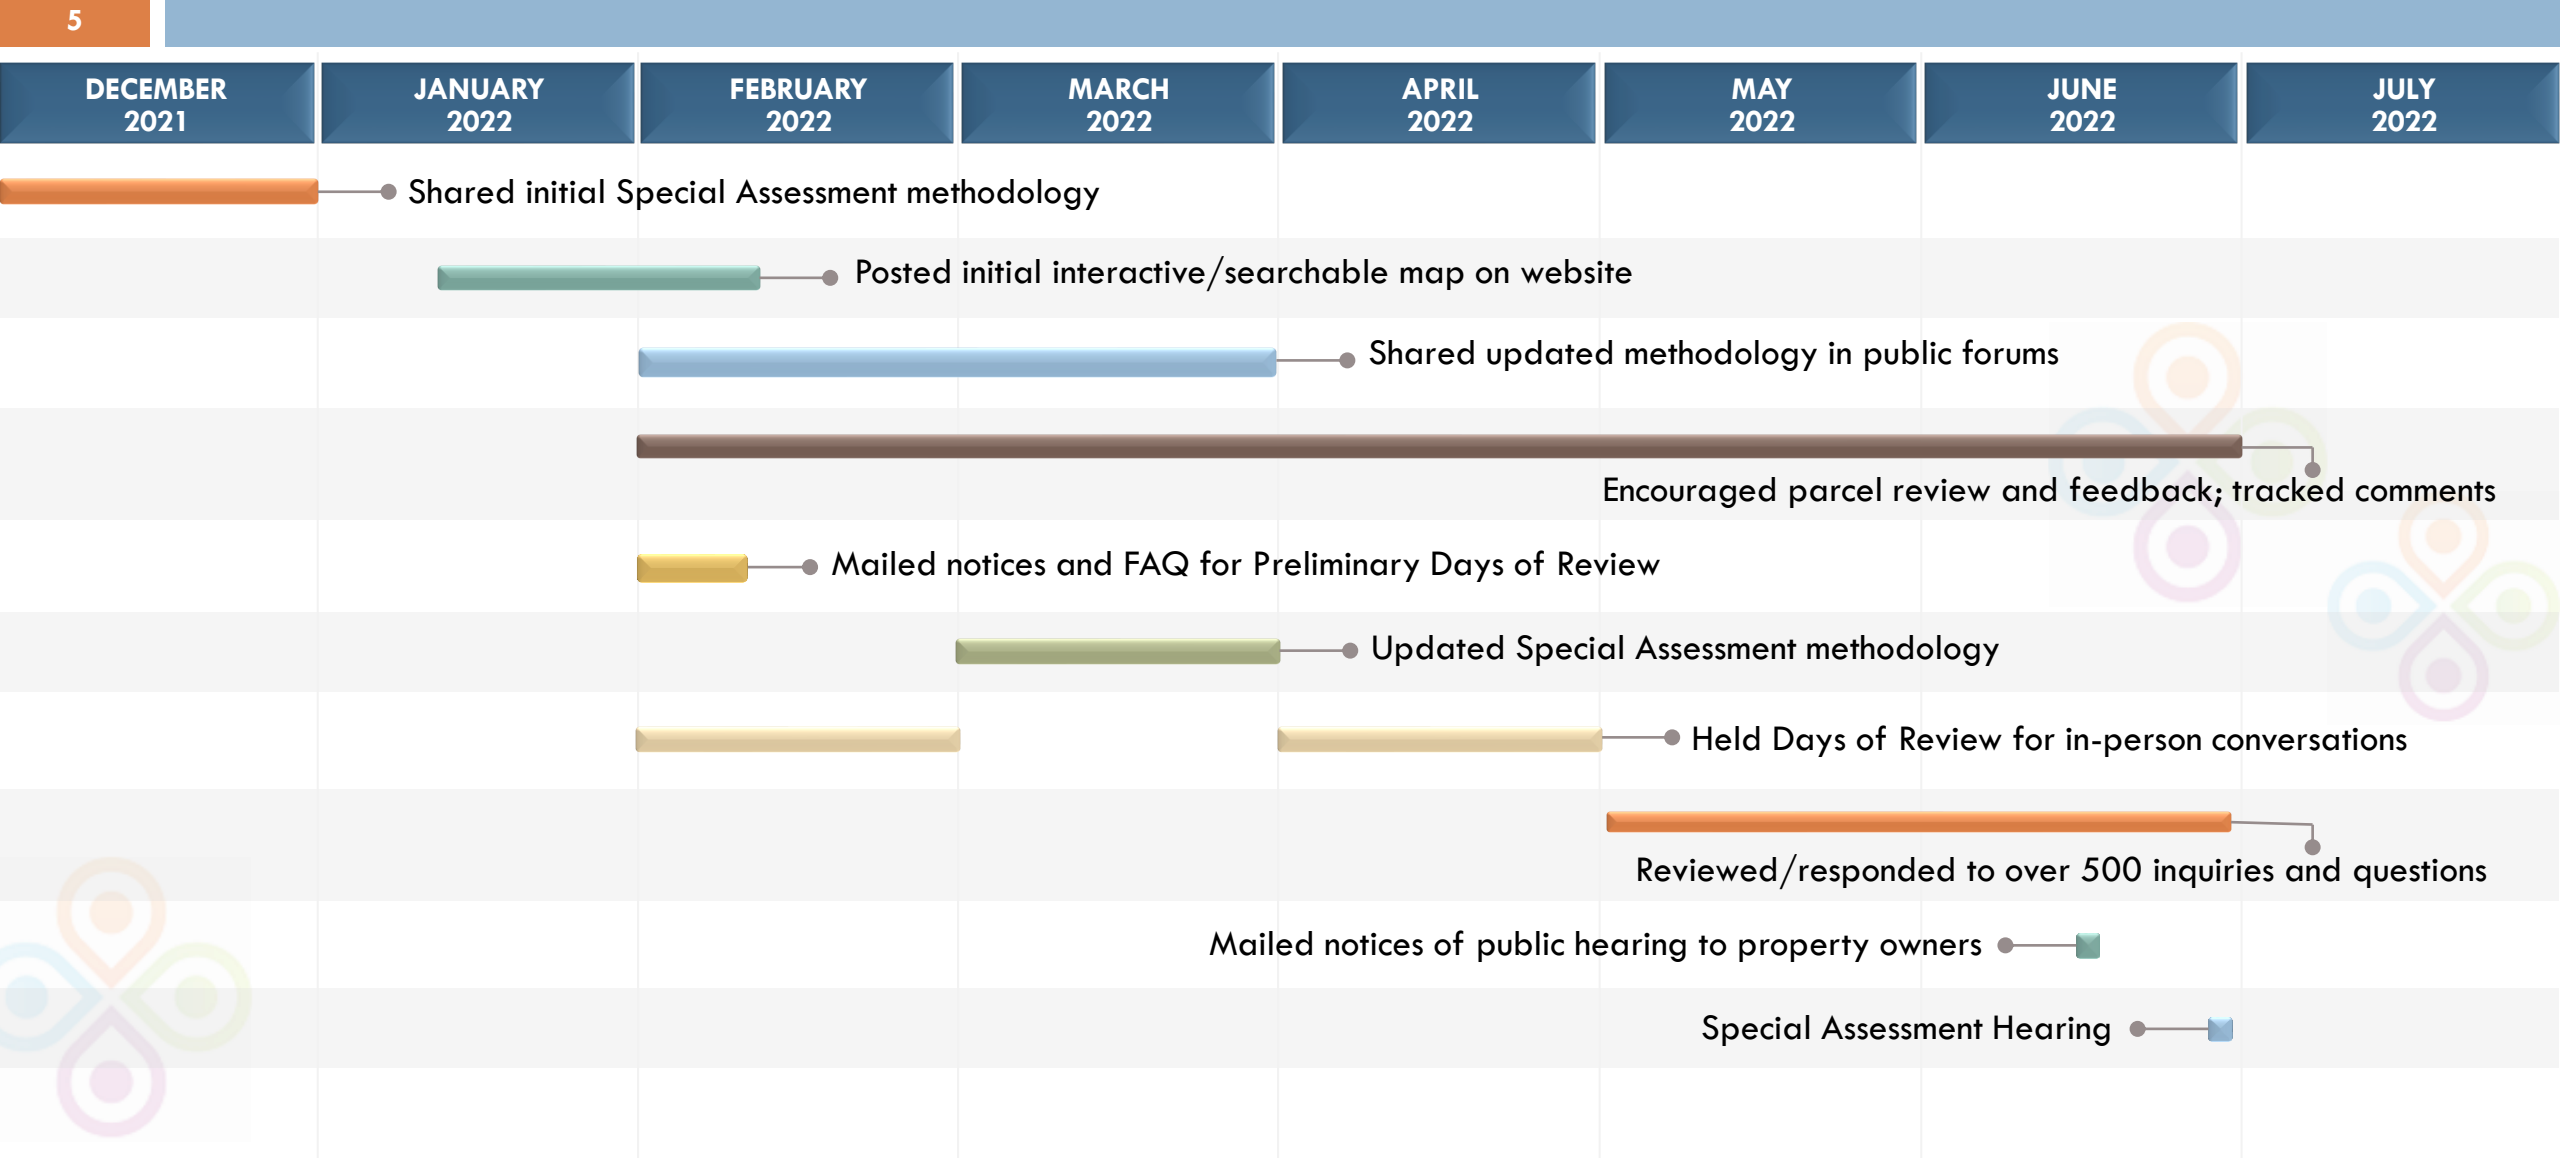 5
DECEMBER
2021
JANUARY
2022
FEBRUARY
2022
MARCH
2022
APRIL
2022
MAY
2022
JUNE
2022
JULY
2022
Shared initial Special Assessment methodology
Posted initial interactive/searchable map on website
Shared updated methodology in public forums
Encouraged parcel review and feedback; tracked comments
Mailed notices and FAQ for Preliminary Days of Review
Updated Special Assessment methodology
Held Days of Review for in-person conversations
Reviewed/responded to over 500 inquiries and questions
Mailed notices of public hearing to property owners
Special Assessment Hearing